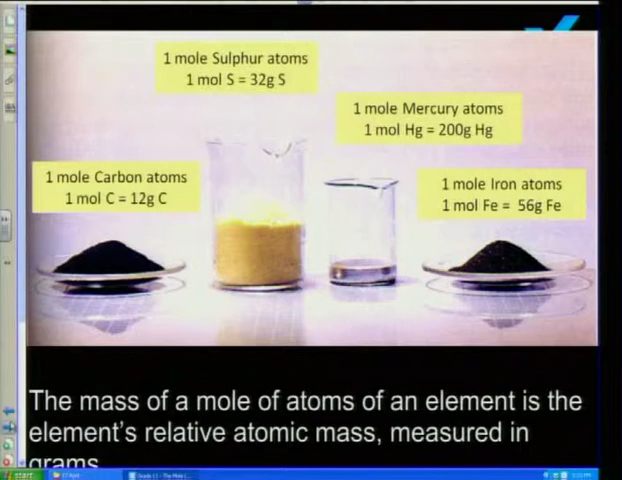 1 mole Sulphur atoms
1 mol S = 32g S
1 mole Mercury atoms
1 mol Hg = 200g Hg
1 mole Carbon atoms
1 mol C = 12g C
1 mole Iron atoms
1 mol Fe = 56g Fe
The mass of a mole of atoms of an element is the
element's relative atomic mass, measured in
grams
start